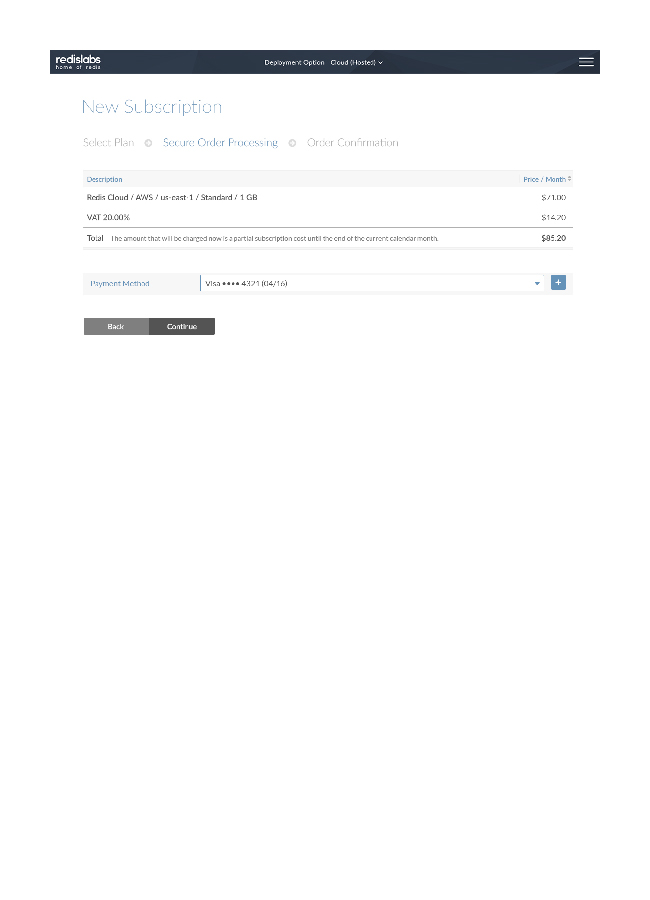 redislabs
home of redis
Deployment Option Cloud (Hosted)
New Subscription
Select Plan Secure Order Processing Order Confirmation
Description Price / Month
Redis Cloud / AWS / us-east-1 / Standard / 1 GB $71.00
VAT 20.00% $14.20
Total The amount that will be charged now is a partial subscription cost until the end of the current calendar month. $85.20
Payment Method Visa •••• 4321 (04/16) +
Back Continue